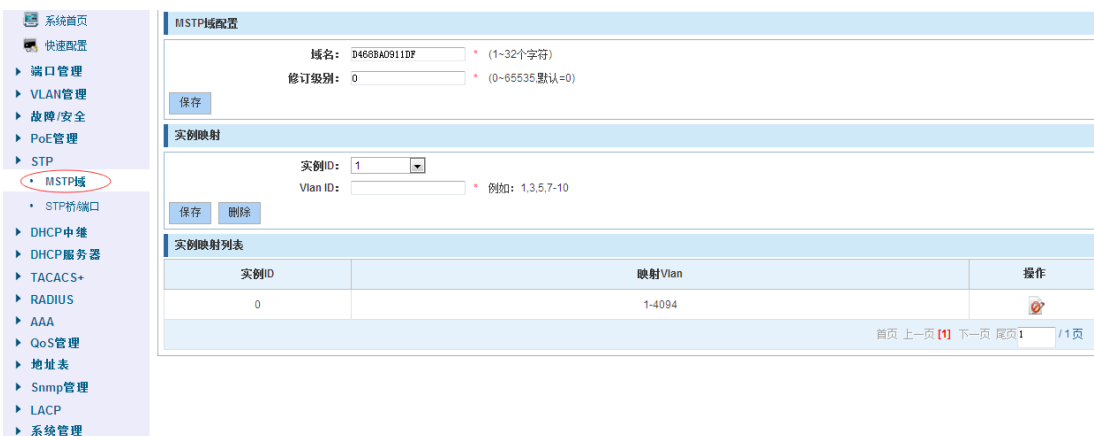 系统首页
快速配置
端口管理
VLAN管理
故障/安全
PoE管理
STP
MSTP域
STP桥/端口
DHCP中继
DHCP服务器
TACACS+
RADIUS
AAA
QoS管理
地址表
Snmp管理
LACP
系统管理
MSTP域配置
域名： D468BA0911DF * (1~32个字符)
修订级别： 0 * (0~65535,默认=0)
保存
实例映射
实例ID： 1
Vlan ID： * 例如：1,3,5,7-10
保存 删除
实例映射列表
实例ID 映射Vlan 操作
0 1-4094
首页 上一页 [1] 下一页 尾页 1 / 1 页